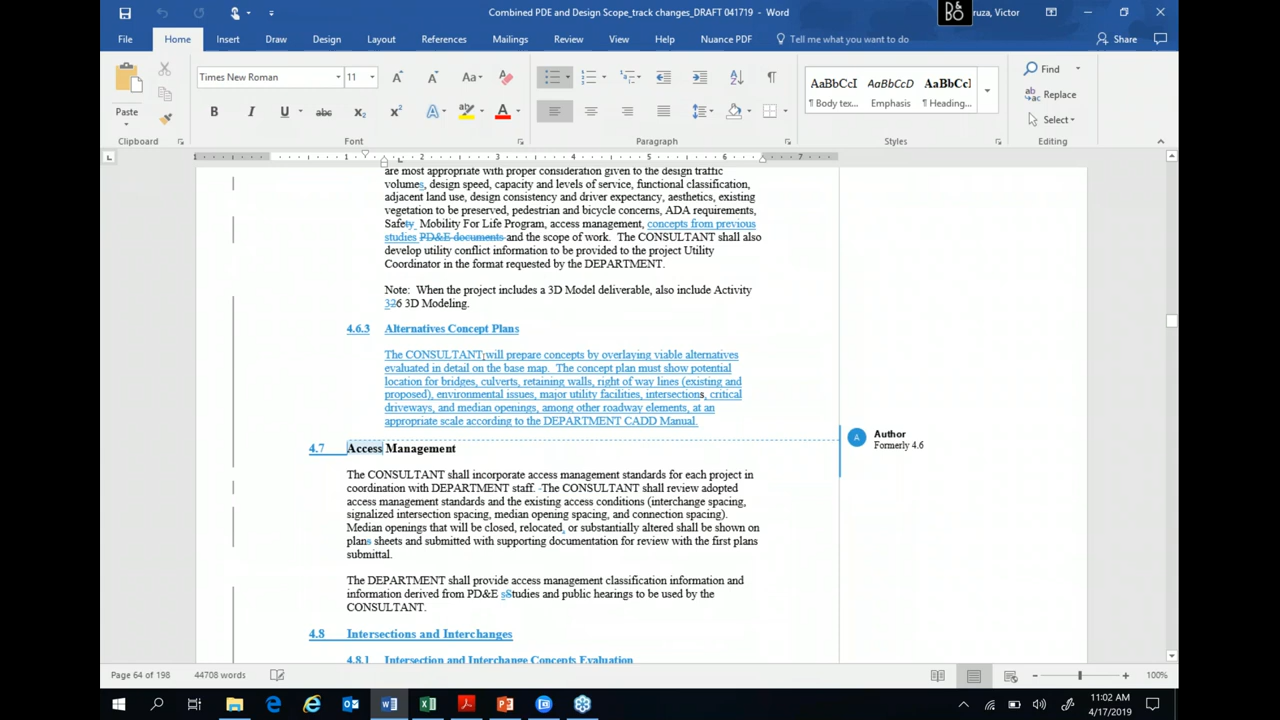 Combined PDE and Design Scope_track changes_DRAFT 041719 - Word
D&
BO
ruza, Victor
File Home Insert Draw Design Layout References Mailings Review View Help Nuance PDF Tell me what you want to do Share
Times New Roman 11 A A Aa A
AaBbCcI AaBbCcD AaBbCcI
¶ Body tex... Emphasis ¶ Heading...
Find
Replace
Select
Paste
B I U abc X₂ X² A A
Clipboard Font Paragraph Styles Editing
1 1 2 3 4 5 6 7
are most appropriate with proper consideration given to the design traffic
volumes, design speed, capacity and levels of service, functional classification,
adjacent land use, design consistency and driver expectancy, aesthetics, existing
vegetation to be preserved, pedestrian and bicycle concerns, ADA requirements,
Safety Mobility For Life Program, access management, concepts from previous
studies PD&E documents and the scope of work. The CONSULTANT shall also
develop utility conflict information to be provided to the project Utility
Coordinator in the format requested by the DEPARTMENT.
Note: When the project includes a 3D Model deliverable, also include Activity
326 3D Modeling.
4.6.3 Alternatives Concept Plans
The CONSULTANT will prepare concepts by overlaying viable alternatives
evaluated in detail on the base map. The concept plan must show potential
location for bridges, culverts, retaining walls, right of way lines (existing and
proposed), environmental issues, major utility facilities, intersections, critical
driveways, and median openings, among other roadway elements, at an
appropriate scale according to the DEPARTMENT CADD Manual.
4.7 Access Management
A Author
Formerly 4.6
The CONSULTANT shall incorporate access management standards for each project in
coordination with DEPARTMENT staff. The CONSULTANT shall review adopted
access management standards and the existing access conditions (interchange spacing,
signalized intersection spacing, median opening spacing, and connection spacing).
Median openings that will be closed, relocated, or substantially altered shall be shown on
plans sheets and submitted with supporting documentation for review with the first plans
submittal.
The DEPARTMENT shall provide access management classification information and
information derived from PD&E sStudies and public hearings to be used by the
CONSULTANT.
4.8 Intersections and Interchanges
4.8.1 Intersection and Interchange Concepts Evaluation
Page 64 of 198 44708 words 100%
11:02 AM
4/17/2019